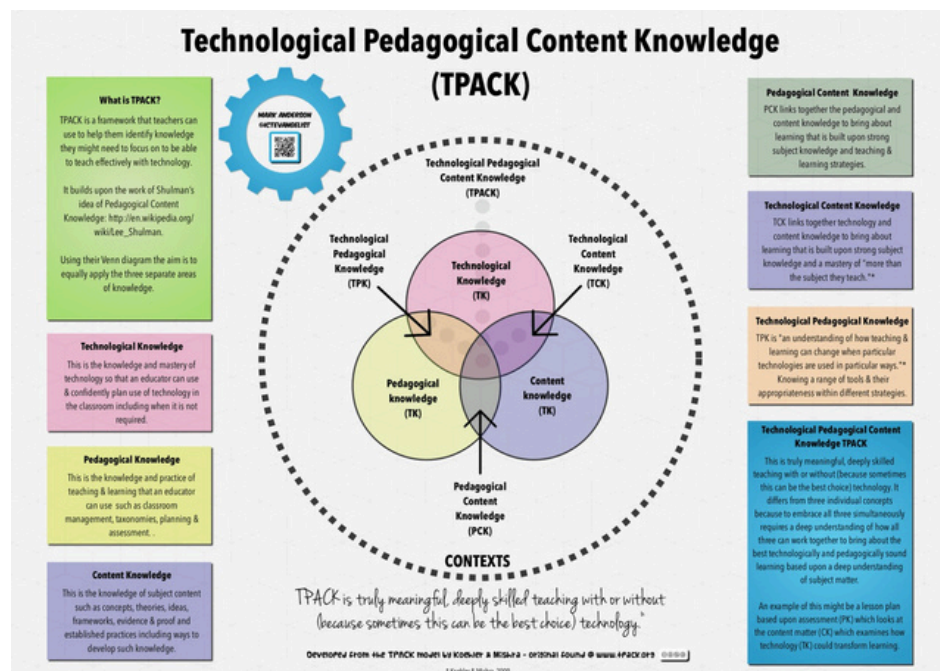 Technological Pedagogical Content Knowledge
(TPACK)
What is TPACK?
TPACK is a framework that teachers can
use to help them identify knowledge
they might need to focus on to be able
to teach effectively with technology.
It builds upon the work of Shulman's
idea of Pedagogical Content
Knowledge: http://en.wikipedia.org/
wiki/Lee_Shulman.
Using their Venn diagram the aim is to
equally apply the three separate areas
of knowledge.
Technological Knowledge
This is the knowledge and mastery of
technology so that an educator can use
& confidently plan use of technology in
the classroom including when it is not
required.
Pedagogical Knowledge
This is the knowledge and practice of
teaching & learning that an educator
can use such as classroom
management, taxonomies, planning &
assessment. .
Content Knowledge
This is the knowledge of subject content
such as concepts, theories, ideas,
frameworks, evidence & proof and
established practices including ways to
develop such knowledge.
MARK ANDERSON
@ICTEVANGELIST
Technological Pedagogical
Content Knowledge
(TPACK)
Technological
Pedagogical
Knowledge
(TPK)
Technological
Content
Knowledge
(TCK)
Technological
Knowledge
(TK)
Pedagogical
knowledge
(TK)
Content
knowledge
(TK)
Pedagogical
Content
Knowledge
(PCK)
CONTEXTS
TPACK is truly meaningful, deeply skilled teaching with or without
(because sometimes this can be the best choice) technology."
Developed from the TPACK model by Koehler & Mishra - original found @ www.tpack.org
Pedagogical Content Knowledge
PCK links together the pedagogical and
content knowledge to bring about
learning that is built upon strong
subject knowledge and teaching &
learning strategies.
Technological Content Knowledge
TCK links together technology and
content knowledge to bring about
learning that is built upon strong subject
knowledge and a mastery of "more than
the subject they teach."*
Technological Pedagogical Knowledge
TPK is "an understanding of how teaching &
learning can change when particular
technologies are used in particular ways."*
Knowing a range of tools & their
appropriateness within different strategies.
Technological Pedagogical Content
Knowledge TPACK
This is truly meaningful, deeply skilled
teaching with or without (because sometimes
this can be the best choice) technology. It
differs from three individual concepts
because to embrace all three simultaneously
requires a deep understanding of how all
three can work together to bring about the
best technologically and pedagogically sound
learning based upon a deep understanding
of subject matter.
An example of this might be a lesson plan
based upon assessment (PK) which looks at
the content matter (CK) which examines how
technology (TK) could transform learning.